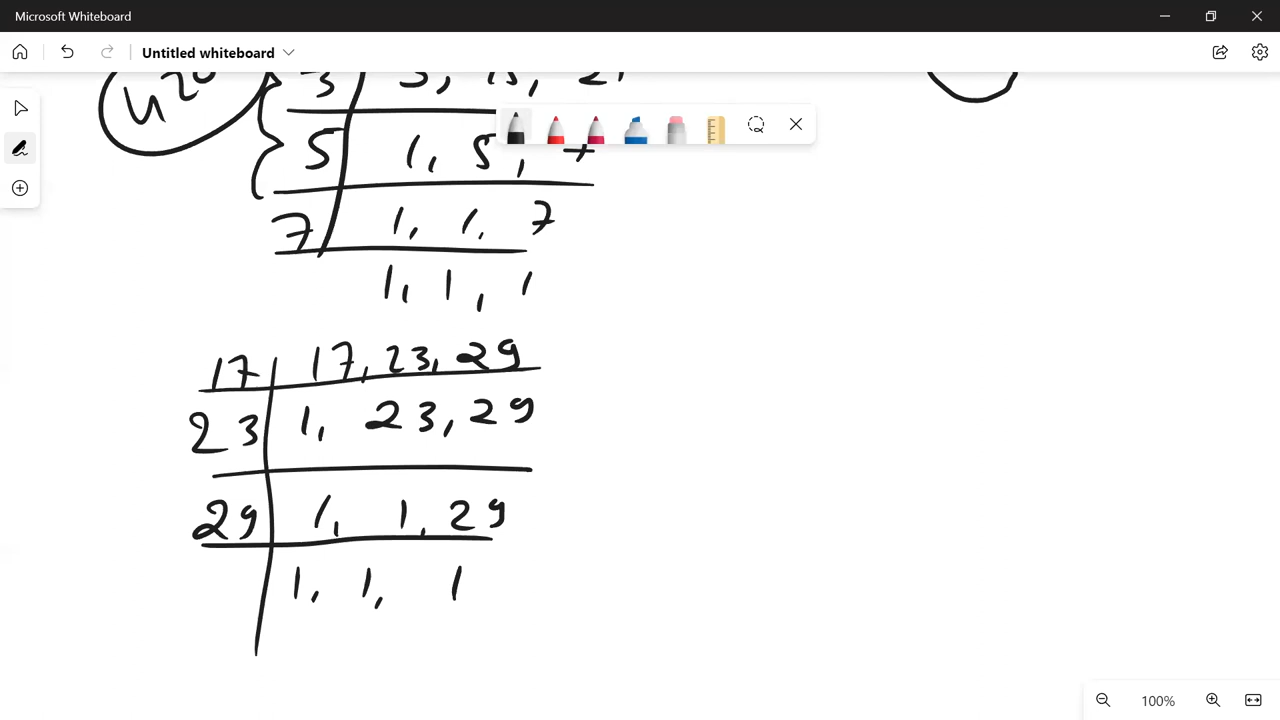 Microsoft Whiteboard
Untitled whiteboard
5 | 1, 5, 7
7 | 1, 1, 7
1, 1, 1
17 | 17, 23, 29
23 | 1, 23, 29
29 | 1, 1, 29
1, 1, 1
100%